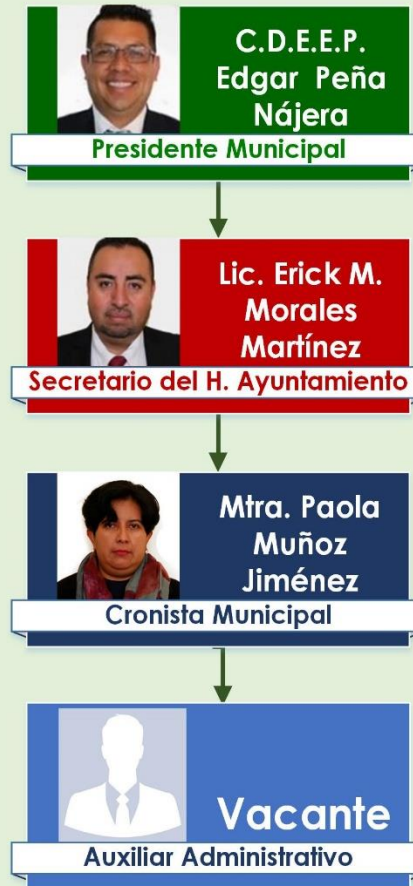 C.D.E.E.P.
Edgar Peña
Nájera
Presidente Municipal
Lic. Erick M.
Morales
Martínez
Secretario del H. Ayuntamiento
Mtra. Paola
Muñoz
Jiménez
Cronista Municipal
Vacante
Auxiliar Administrativo